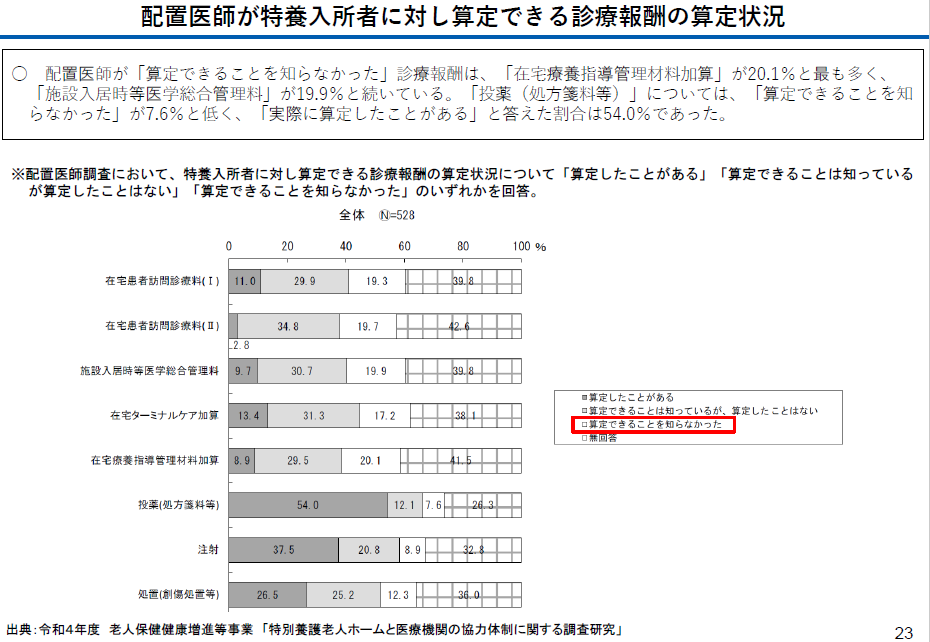 配置医師が特養入所者に対し算定できる診療報酬の算定状況
○　配置医師が「算定できることを知らなかった」診療報酬は、「在宅療養指導管理材料加算」が20.1％と最も多く、
「施設入居時等医学総合管理料」が19.9％と続いている。「投薬（処方箋料等）」については、「算定できることを知
らなかった」が7.6％と低く、「実際に算定したことがある」と答えた割合は54.0％であった。
※配置医師調査において、特養入所者に対し算定できる診療報酬の算定状況について「算定したことがある」「算定できることは知っている
が算定したことはない」「算定できることを知らなかった」のいずれかを回答。
全体　N=528
0 20 40 60 80 100 %
在宅患者訪問診療料(Ⅰ) 11.0 29.9 19.3 39.8
在宅患者訪問診療料(Ⅱ) 34.8 19.7 42.6
2.8
施設入居時等医学総合管理料 9.7 30.7 19.9 39.8
在宅ターミナルケア加算 13.4 31.3 17.2 38.1
在宅療養指導管理材料加算 8.9 29.5 20.1 41.5
投薬(処方箋料等) 54.0 12.1 7.6 26.3
注射 37.5 20.8 8.9 32.8
処置(創傷処置等) 26.5 25.2 12.3 36.0
算定したことがある
算定できることは知っているが、算定したことはない
算定できることを知らなかった
無回答
出典：令和４年度　老人保健健康増進等事業「特別養護老人ホームと医療機関の協力体制に関する調査研究」
23